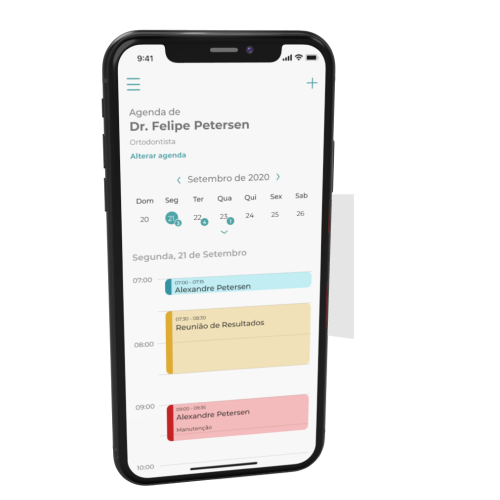 9:41
Agenda de
Dr. Felipe Petersen
Ortodontista
Alterar agenda
Setembro de 2020
Dom Seg Ter Qua Qui Sex Sab
20 21 22 23 24 25 26
Segunda, 21 de Setembro
07:00
07:00 - 07:15
Alexandre Petersen
07:30 - 08:30
Reunião de Resultados
08:00
09:00
09:00 - 09:30
Alexandre Petersen
Manutenção
10:00